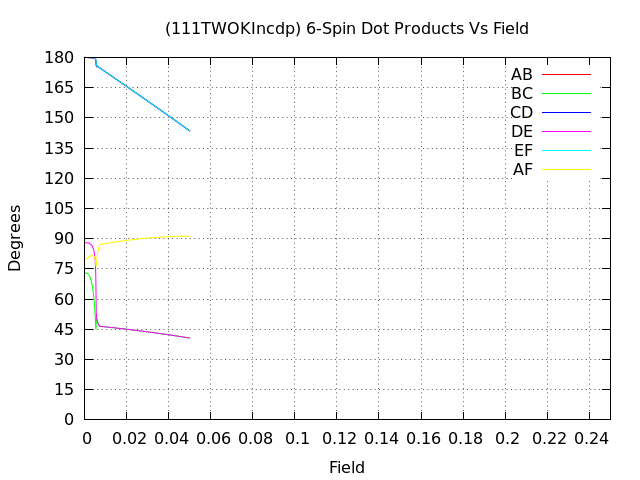 (111TWOKIncdp) 6-Spin Dot Products Vs Field
180
165
150
135
120
105
90
75
60
45
30
15
0
Degrees
AB
BC
CD
DE
EF
AF
0 0.02 0.04 0.06 0.08 0.1 0.12 0.14 0.16 0.18 0.2 0.22 0.24
Field